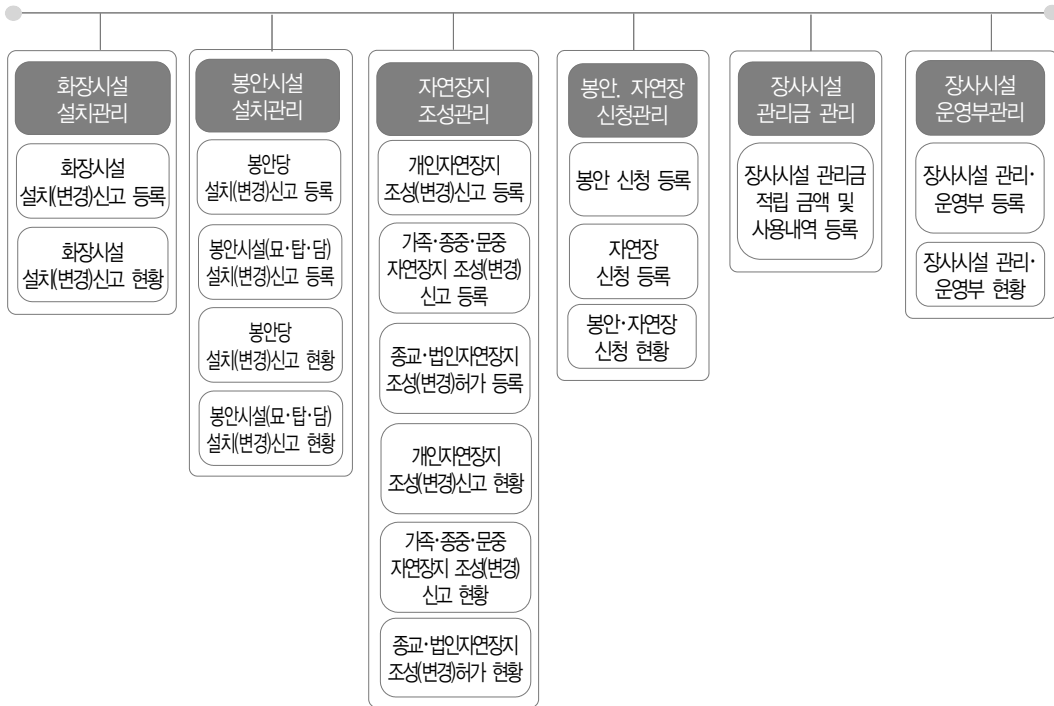 화장시설
설치관리
화장시설
설치(변경)신고 등록
화장시설
설치(변경)신고 현황
봉안시설
설치관리
봉안당
설치(변경)신고 등록
봉안시설(묘·탑·담)
설치(변경)신고 등록
봉안당
설치(변경)신고 현황
봉안시설(묘·탑·담)
설치(변경)신고 현황
자연장지
조성관리
개인자연장지
조성(변경)신고 등록
가족·종중·문중
자연장지 조성(변경)
신고 등록
종교·법인자연장지
조성(변경)허가 등록
개인자연장지
조성(변경)신고 현황
가족·종중·문중
자연장지 조성(변경)
신고 현황
종교·법인자연장지
조성(변경)허가 현황
봉안. 자연장
신청관리
봉안 신청 등록
자연장
신청 등록
봉안·자연장
신청 현황
장사시설
관리금 관리
장사시설 관리금
적립 금액 및
사용내역 등록
장사시설
운영부관리
장사시설 관리·
운영부 등록
장사시설 관리·
운영부 현황